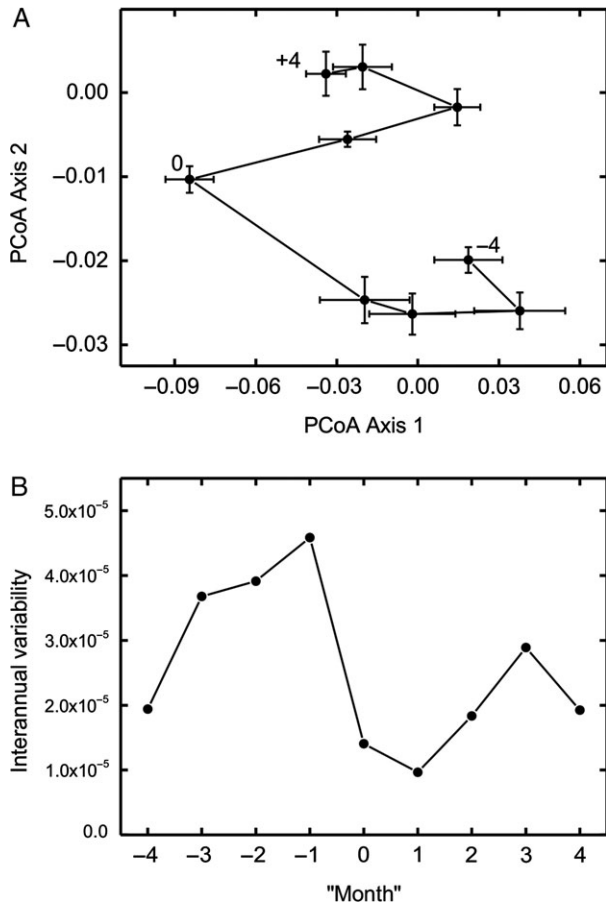 A
+4
0.00
0
PCoA Axis 2
−0.01
−4
−0.02
−0.03
−0.09 −0.06 −0.03 0.00 0.03 0.06
PCoA Axis 1
B
5.0x10⁻⁵
4.0x10⁻⁵
Interannual variability
3.0x10⁻⁵
2.0x10⁻⁵
1.0x10⁻⁵
0.0
−4 −3 −2 −1 0 1 2 3 4
"Month"